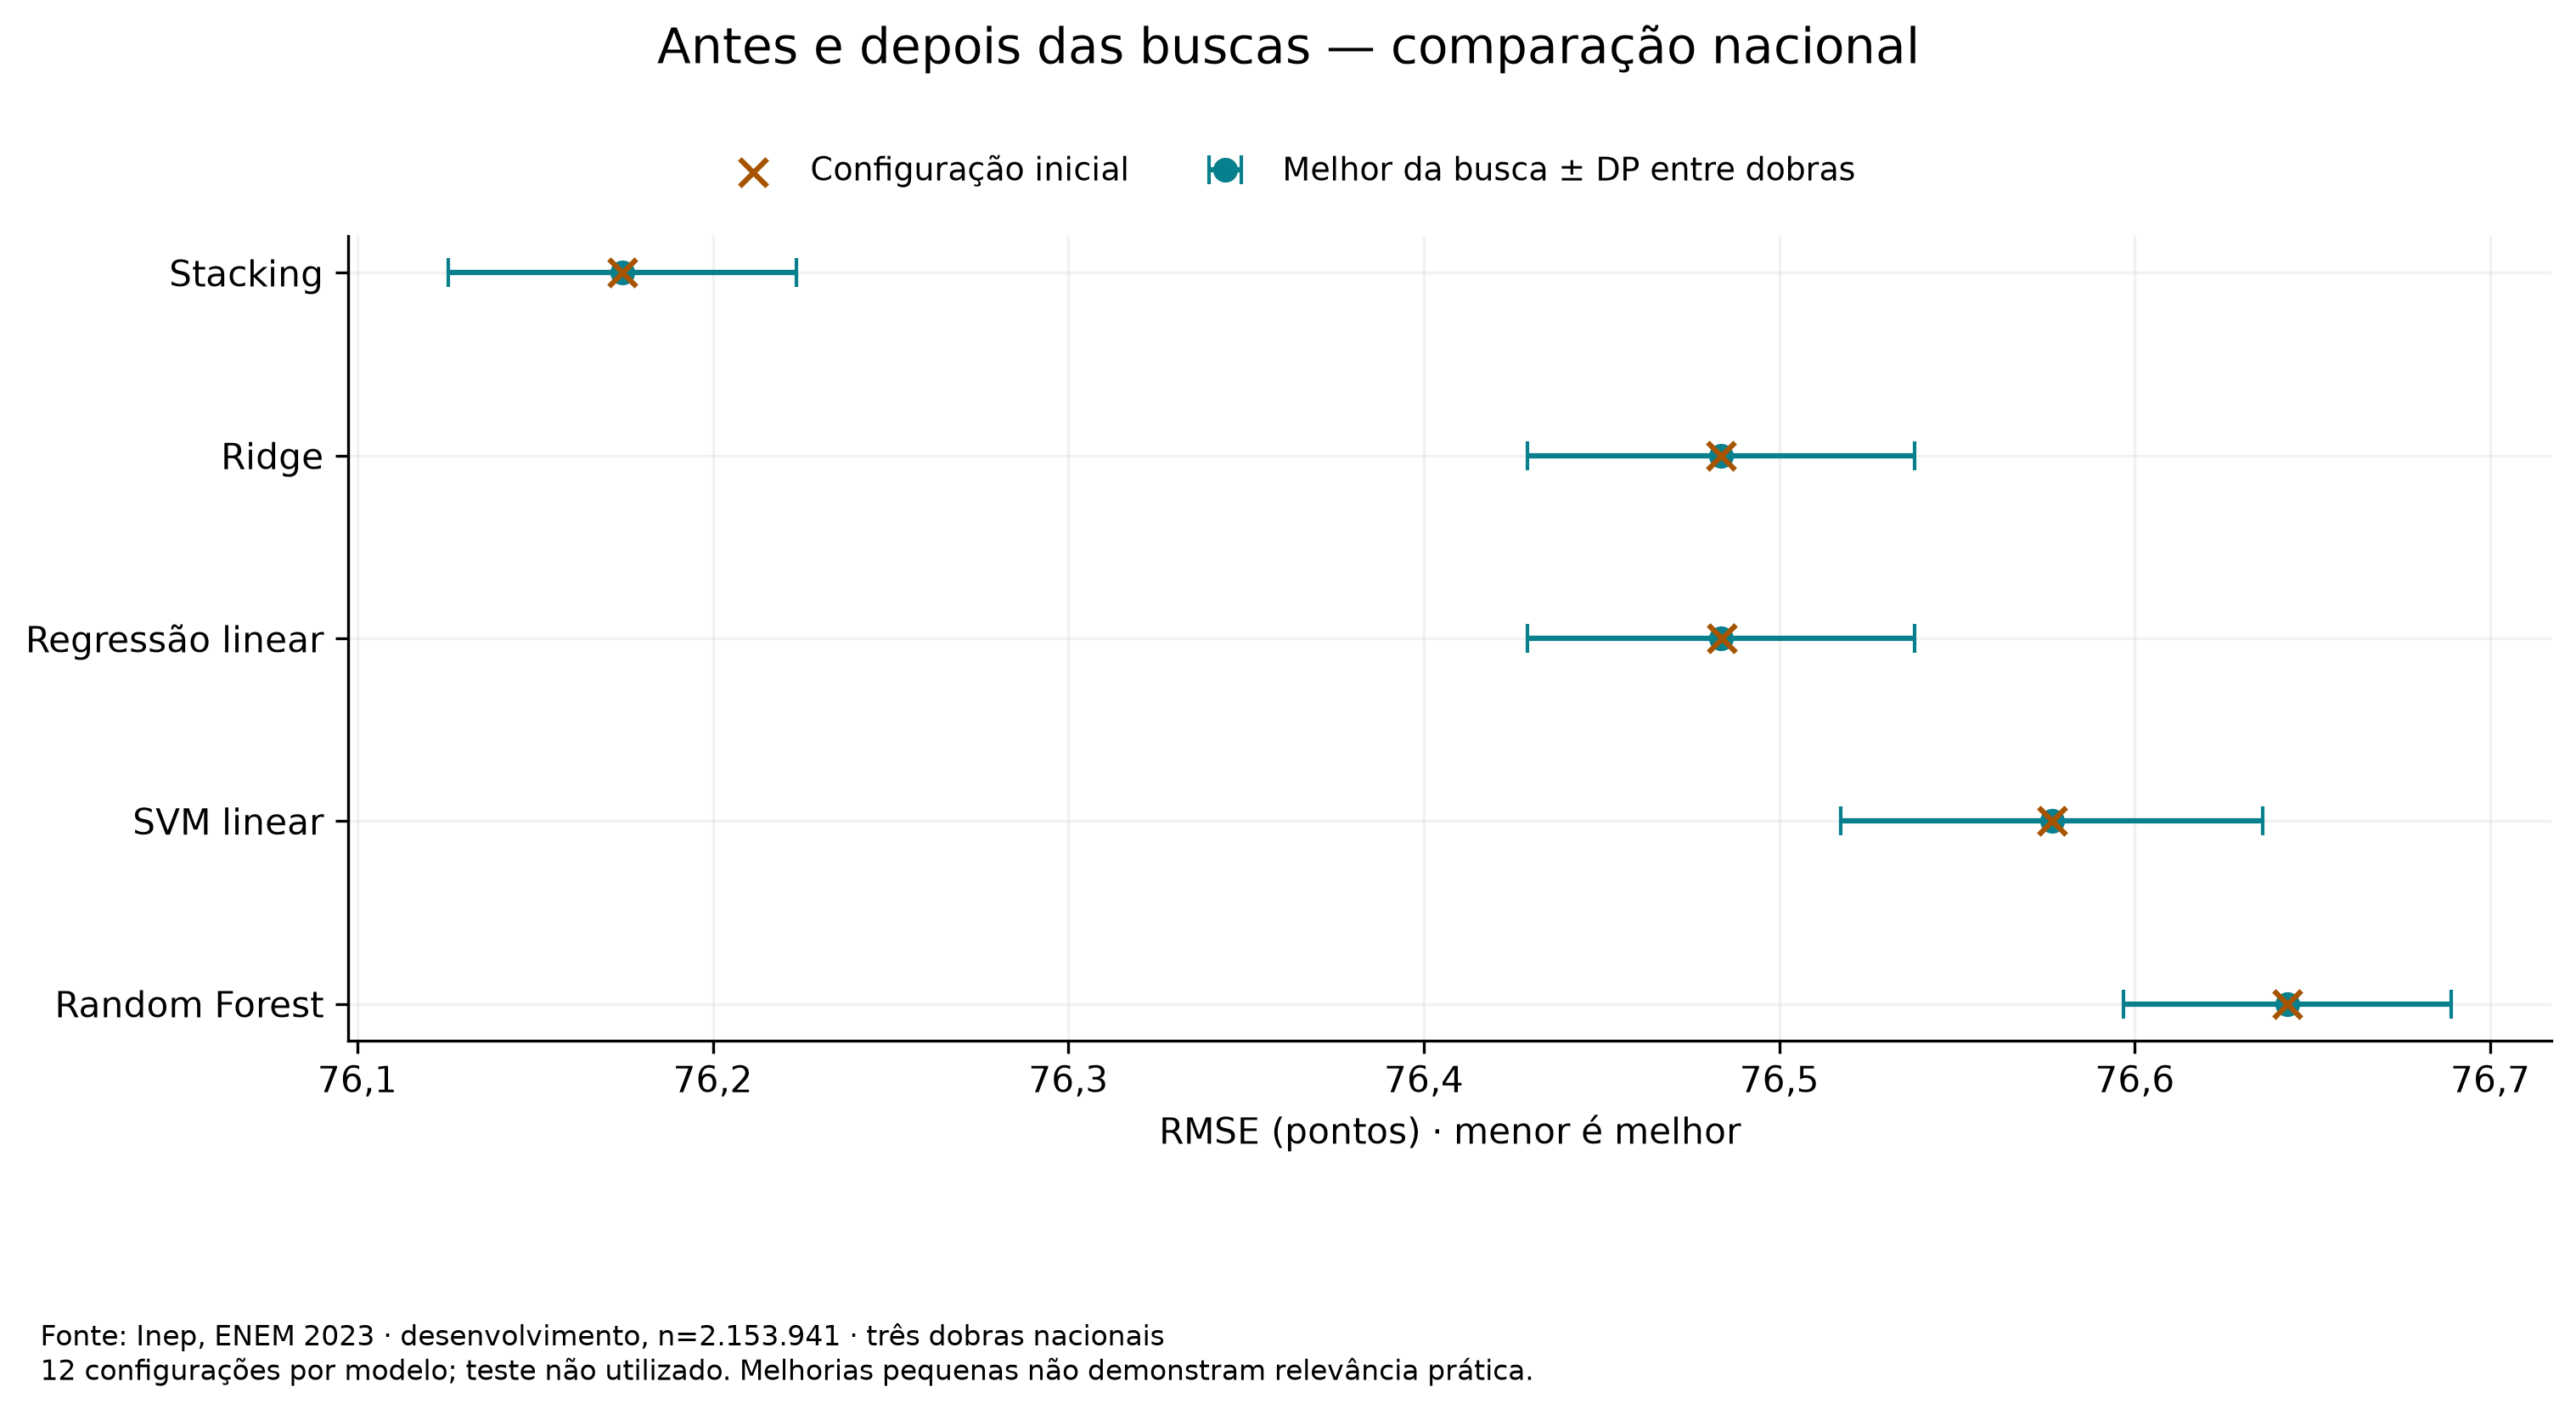 Antes e depois das buscas — comparação nacional
Configuração inicial
Melhor da busca ± DP entre dobras
Stacking
Ridge
Regressão linear
SVM linear
Random Forest
76,1 76,2 76,3 76,4 76,5 76,6 76,7
RMSE (pontos) · menor é melhor
Fonte: Inep, ENEM 2023 · desenvolvimento, n=2.153.941 · três dobras nacionais
12 configurações por modelo; teste não utilizado. Melhorias pequenas não demonstram relevância prática.